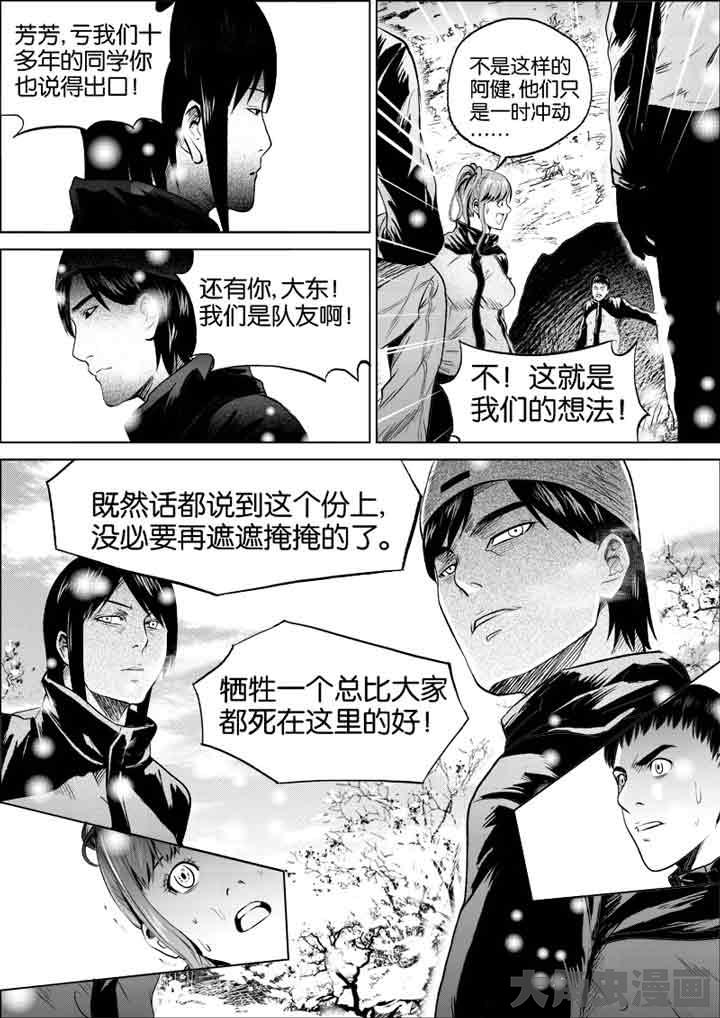 芳芳,亏我们十
多年的同学你
也说得出口!
不是这样的
阿健,他们只
是一时冲动
……
还有你,大东!
我们是队友啊!
不!这就是
我们的想法!
既然话都说到这个份上,
没必要再遮遮掩掩的了。
牺牲一个总比大家
都死在这里的好!